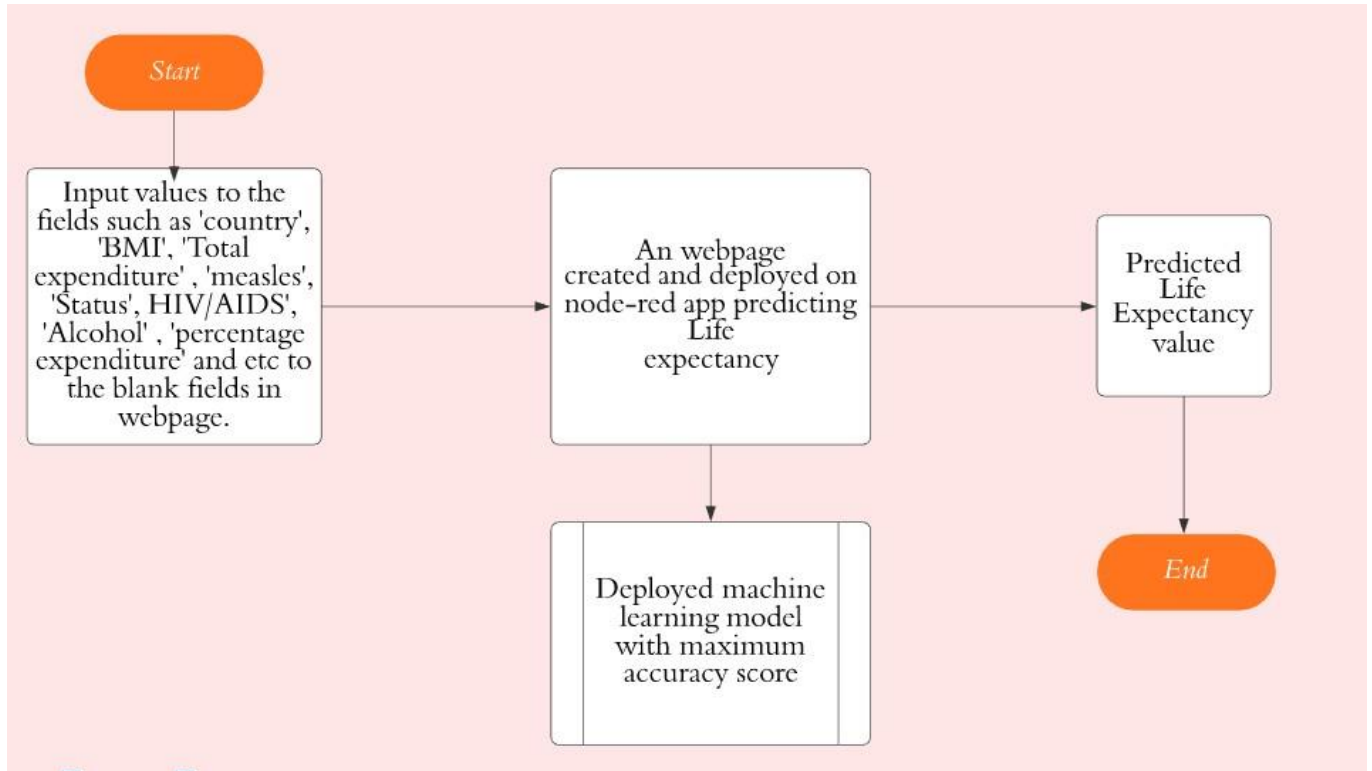 Start
Input values to the
fields such as 'country',
'BMI', 'Total
expenditure' , 'measles',
'Status', HIV/AIDS',
'Alcohol' , 'percentage
expenditure' and etc to
the blank fields in
webpage.
An webpage
created and deployed on
node-red app predicting
Life
expectancy
Predicted
Life
Expectancy
value
Deployed machine
learning model
with maximum
accuracy score
End